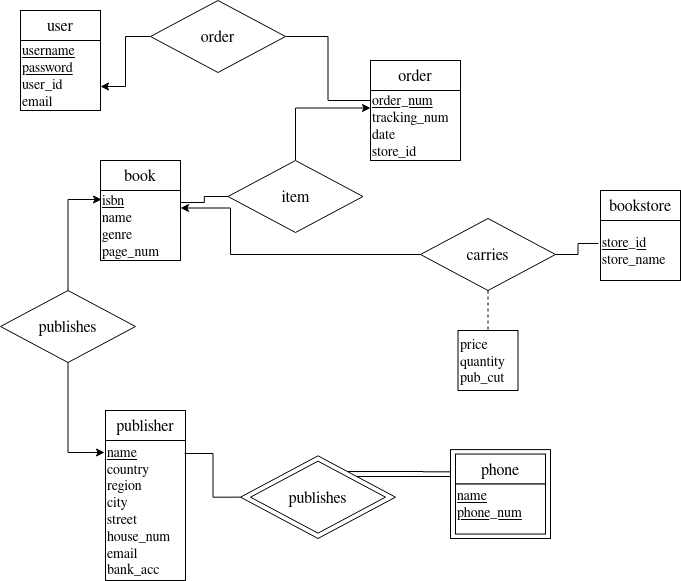 user
username
password
user_id
email
order
order
order_num
tracking_num
date
store_id
book
isbn
name
genre
page_num
item
bookstore
store_id
store_name
carries
price
quantity
pub_cut
publishes
publisher
name
country
region
city
street
house_num
email
bank_acc
publishes
phone
name
phone_num